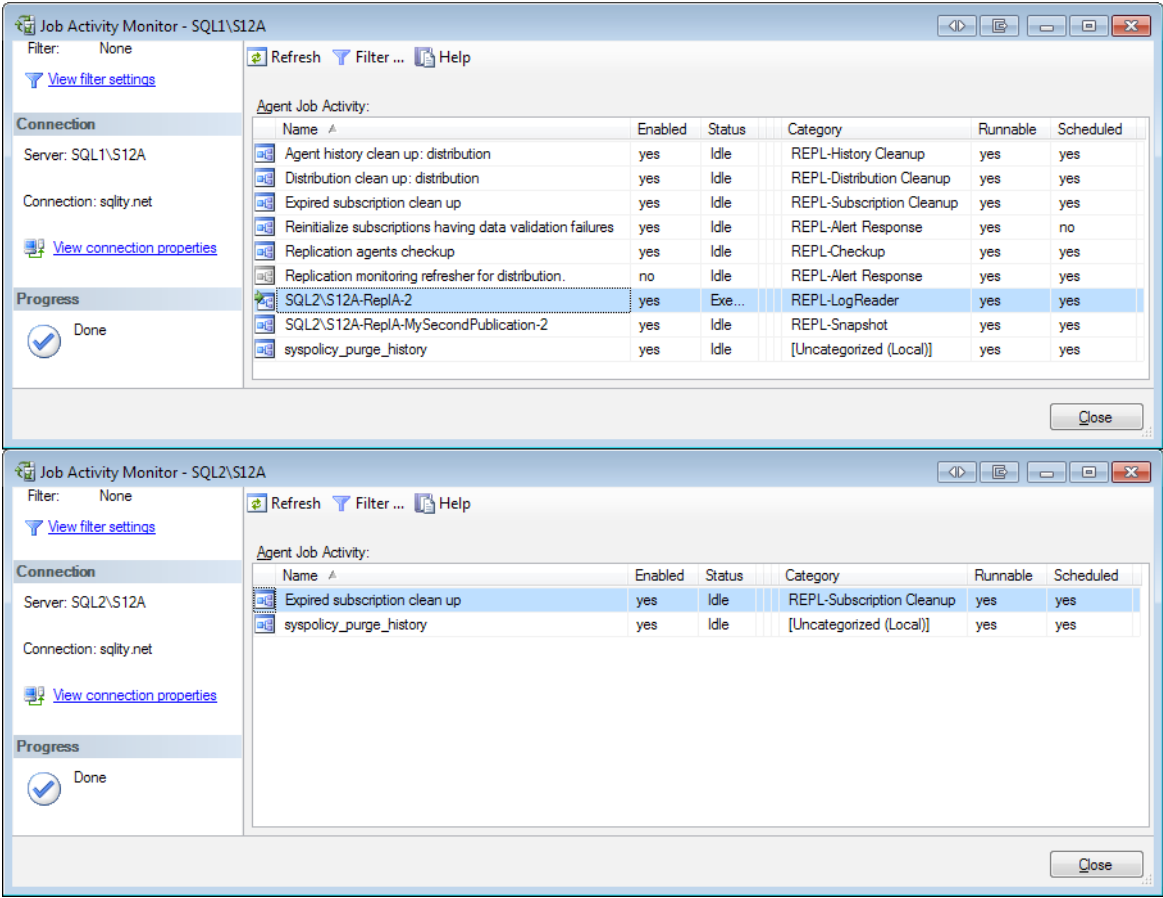 Job Activity Monitor - SQL1\S12A
Filter: None
View filter settings
Connection
Server: SQL1\S12A
Connection: sqlity.net
View connection properties
Progress
Done
Refresh Filter ... Help
Agent Job Activity:
Name Enabled Status Category Runnable Scheduled
Agent history clean up: distribution yes Idle REPL-History Cleanup yes yes
Distribution clean up: distribution yes Idle REPL-Distribution Cleanup yes yes
Expired subscription clean up yes Idle REPL-Subscription Cleanup yes yes
Reinitialize subscriptions having data validation failures yes Idle REPL-Alert Response yes no
Replication agents checkup yes Idle REPL-Checkup yes yes
Replication monitoring refresher for distribution. no Idle REPL-Alert Response yes yes
SQL2\S12A-ReplA-2 yes Exe... REPL-LogReader yes yes
SQL2\S12A-ReplA-MySecondPublication-2 yes Idle REPL-Snapshot yes yes
syspolicy_purge_history yes Idle [Uncategorized (Local)] yes yes
Close
Job Activity Monitor - SQL2\S12A
Filter: None
View filter settings
Connection
Server: SQL2\S12A
Connection: sqlity.net
View connection properties
Progress
Done
Refresh Filter ... Help
Agent Job Activity:
Name Enabled Status Category Runnable Scheduled
Expired subscription clean up yes Idle REPL-Subscription Cleanup yes yes
syspolicy_purge_history yes Idle [Uncategorized (Local)] yes yes
Close